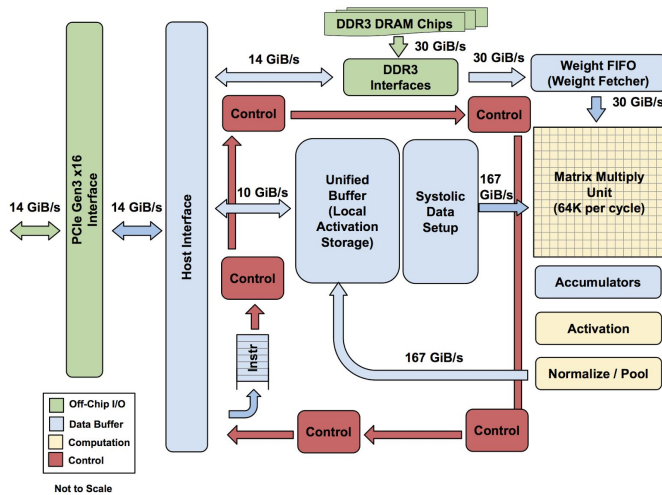 DDR3 DRAM Chips
14 GiB/s
30 GiB/s
30 GiB/s
DDR3
Interfaces
Weight FIFO
(Weight Fetcher)
30 GiB/s
Control
Control
PCIe Gen3 x16
Interface
Host Interface
14 GiB/s
14 GiB/s
10 GiB/s
Unified
Buffer
(Local
Activation
Storage)
Systolic
Data
Setup
167
GiB/s
Matrix Multiply
Unit
(64K per cycle)
Control
Accumulators
Activation
Instr
167 GiB/s
Normalize / Pool
Off-Chip I/O
Data Buffer
Computation
Control
Control
Control
Not to Scale